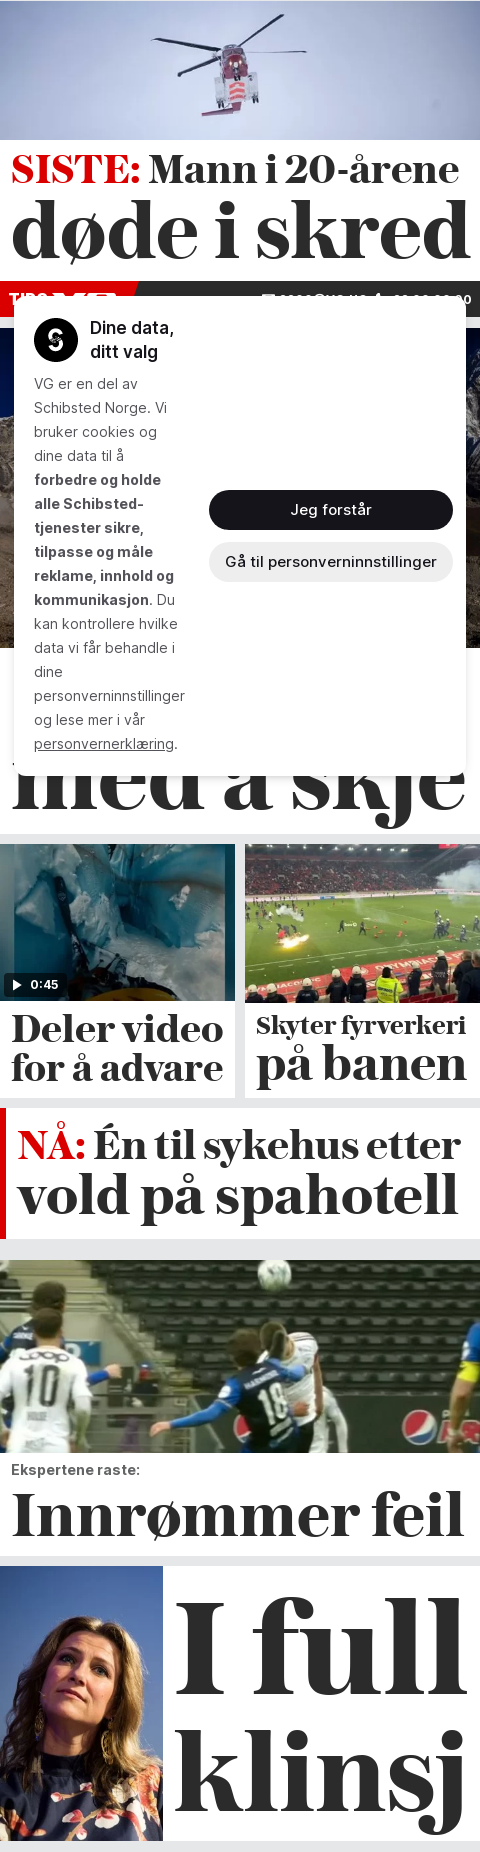 SISTE: Mann i 20-årene
døde i skred
Dine data,
ditt valg
VG er en del av
Schibsted Norge. Vi
bruker cookies og
dine data til å
forbedre og holde
alle Schibsted-
tjenester sikre,
tilpasse og måle
reklame, innhold og
kommunikasjon. Du
kan kontrollere hvilke
data vi får behandle i
dine
personverninnstillinger
og lese mer i vår
personvernerklæring.
Jeg forstår
Gå til personverninnstillinger
med å skje
0:45
Deler video
for å advare
Skyter fyrverkeri
på banen
NÅ: Én til sykehus etter
vold på spahotell
coop
10
18
Ekspertene raste:
Innrømmer feil
I full
klinsj